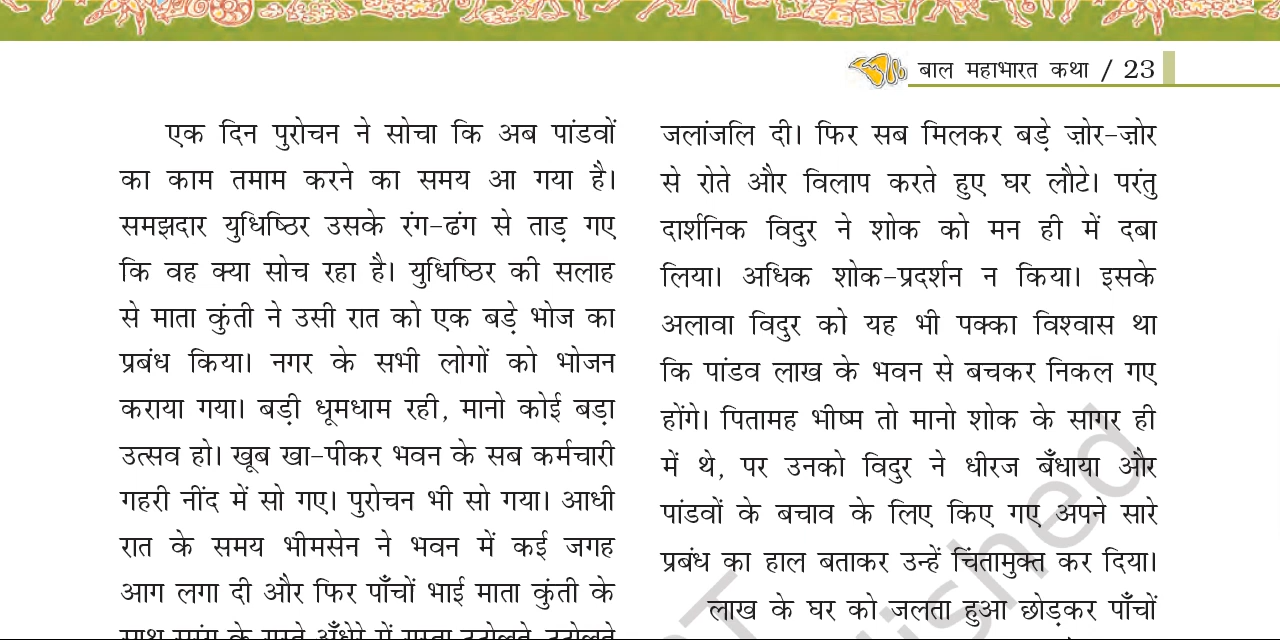 बाल महाभारत कथा / 23
एक दिन पुरोचन ने सोचा कि अब पांडवों
का काम तमाम करने का समय आ गया है।
समझदार युधिष्ठिर उसके रंग-ढंग से ताड़ गए
कि वह क्या सोच रहा है। युधिष्ठिर की सलाह
से माता कुंती ने उसी रात को एक बड़े भोज का
प्रबंध किया। नगर के सभी लोगों को भोजन
कराया गया। बड़ी धूमधाम रही, मानो कोई बड़ा
उत्सव हो। खूब खा-पीकर भवन के सब कर्मचारी
गहरी नींद में सो गए। पुरोचन भी सो गया। आधी
रात के समय भीमसेन ने भवन में कई जगह
आग लगा दी और फिर पाँचों भाई माता कुंती के
जलांजलि दी। फिर सब मिलकर बड़े ज़ोर-ज़ोर
से रोते और विलाप करते हुए घर लौटे। परंतु
दार्शनिक विदुर ने शोक को मन ही में दबा
लिया। अधिक शोक-प्रदर्शन न किया। इसके
अलावा विदुर को यह भी पक्का विश्वास था
कि पांडव लाख के भवन से बचकर निकल गए
होंगे। पितामह भीष्म तो मानो शोक के सागर ही
में थे, पर उनको विदुर ने धीरज बँधाया और
पांडवों के बचाव के लिए किए गए अपने सारे
प्रबंध का हाल बताकर उन्हें चिंतामुक्त कर दिया।
लाख के घर को जलता हुआ छोड़कर पाँचों